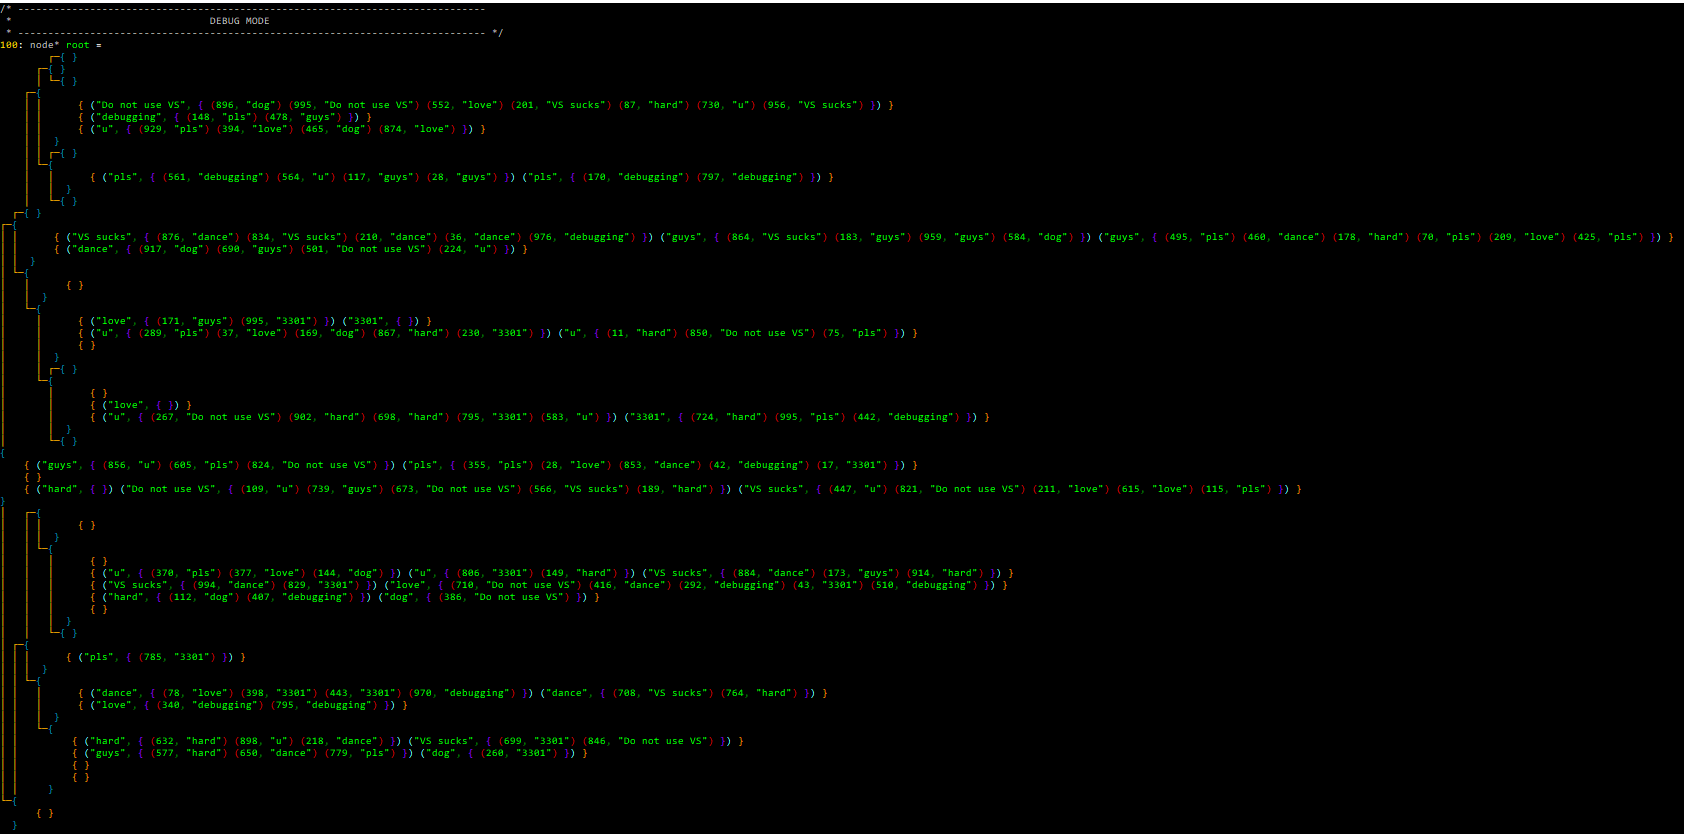 /* ------------------------------------------------------------------------------
 *                                 DEBUG MODE
 * ------------------------------------------------------------------------------ */
100: node* root =
        ┌─{ }
      ┌─{ }
      │ └─{ }
    ┌─{
    │ │      { ("Do not use VS", { (896, "dog") (995, "Do not use VS") (552, "love") (201, "VS sucks") (87, "hard") (730, "u") (956, "VS sucks") }) }
    │ │      { ("debugging", { (148, "pls") (478, "guys") }) }
    │ │      { ("u", { (929, "pls") (394, "love") (465, "dog") (874, "love") }) }
    │ │  }
    │ │ ┌─{ }
    │ └─{
    │   │      { ("pls", { (561, "debugging") (564, "u") (117, "guys") (28, "guys") }) ("pls", { (170, "debugging") (797, "debugging") }) }
    │   │  }
    │   └─{ }
  ┌─{ }
┌─{
│ │      { ("VS sucks", { (876, "dance") (834, "VS sucks") (210, "dance") (36, "dance") (976, "debugging") }) ("guys", { (864, "VS sucks") (183, "guys") (959, "guys") (584, "dog") }) ("guys", { (495, "pls") (460, "dance") (178, "hard") (70, "pls") (209, "love") (425, "pls") }) }
│ │      { ("dance", { (917, "dog") (690, "guys") (501, "Do not use VS") (224, "u") }) }
│ │  }
│ └─{
│   │      { }
│   │  }
│   └─{
│     │      { ("love", { (171, "guys") (995, "3301") }) ("3301", { }) }
│     │      { ("u", { (289, "pls") (37, "love") (169, "dog") (867, "hard") (230, "3301") }) ("u", { (11, "hard") (850, "Do not use VS") (75, "pls") }) }
│     │      { }
│     │  }
│     │ ┌─{ }
│     └─{
│       │      { }
│       │      { ("love", { }) }
│       │      { ("u", { (267, "Do not use VS") (902, "hard") (698, "hard") (795, "3301") (583, "u") }) ("3301", { (724, "hard") (995, "pls") (442, "debugging") }) }
│       │  }
│       └─{ }
{
    { ("guys", { (856, "u") (605, "pls") (824, "Do not use VS") }) ("pls", { (355, "pls") (28, "love") (853, "dance") (42, "debugging") (17, "3301") }) }
    { }
    { ("hard", { }) ("Do not use VS", { (109, "u") (739, "guys") (673, "Do not use VS") (566, "VS sucks") (189, "hard") }) ("VS sucks", { (447, "u") (821, "Do not use VS") (211, "love") (615, "love") (115, "pls") }) }
}
│   ┌─{
│   │ │      { }
│   │ │  }
│   │ └─{
│   │   │      { }
│   │   │      { ("u", { (370, "pls") (377, "love") (144, "dog") }) ("u", { (806, "3301") (149, "hard") }) ("VS sucks", { (884, "dance") (173, "guys") (914, "hard") }) }
│   │   │      { ("VS sucks", { (994, "dance") (829, "3301") }) ("love", { (710, "Do not use VS") (416, "dance") (292, "debugging") (43, "3301") (510, "debugging") }) }
│   │   │      { ("hard", { (112, "dog") (407, "debugging") }) ("dog", { (386, "Do not use VS") }) }
│   │   │      { }
│   │   │  }
│   │   └─{ }
│ ┌─{
│ │ │      { ("pls", { (785, "3301") }) }
│ │ │  }
│ │ └─{
│ │   │      { ("dance", { (78, "love") (398, "3301") (443, "3301") (970, "debugging") }) ("dance", { (708, "VS sucks") (764, "hard") }) }
│ │   │      { ("love", { (340, "debugging") (795, "debugging") }) }
│ │   │  }
│ │   └─{
│ │          { ("hard", { (632, "hard") (898, "u") (218, "dance") }) ("VS sucks", { (699, "3301") (846, "Do not use VS") }) }
│ │          { ("guys", { (577, "hard") (650, "dance") (779, "pls") }) ("dog", { (260, "3301") }) }
│ │          { }
│ │          { }
│ │      }
└─{
      { }
  }